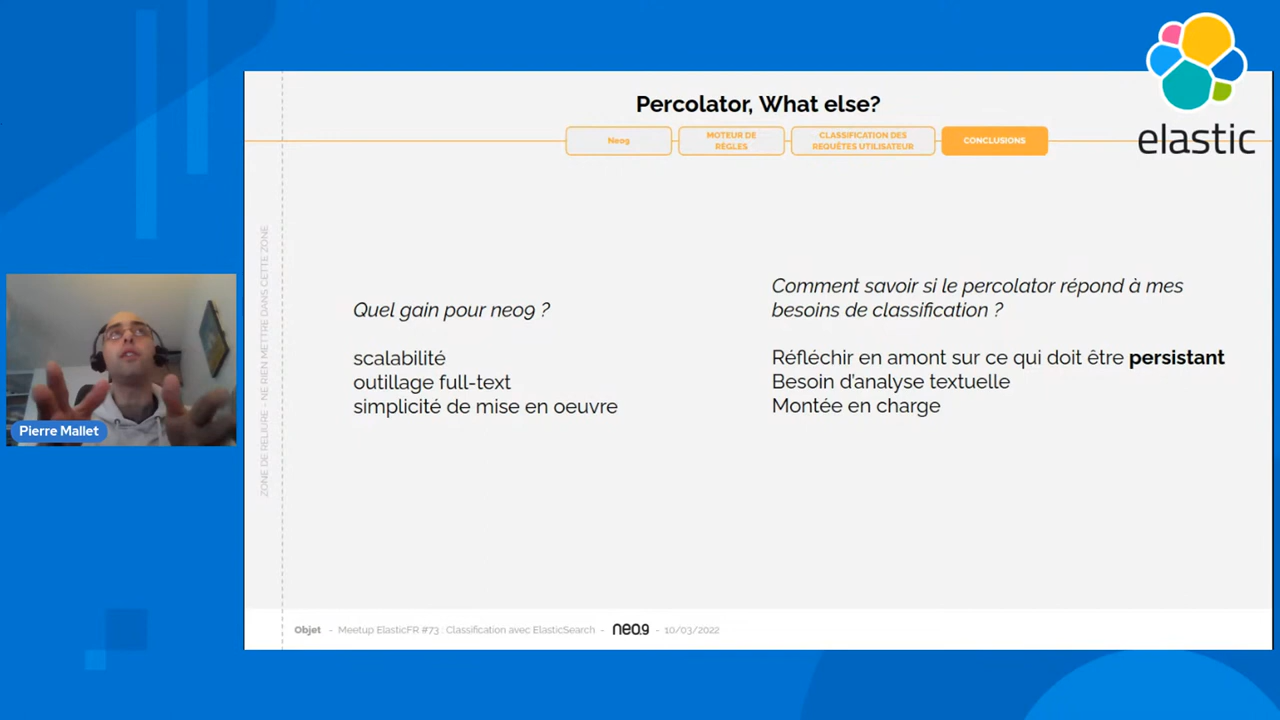 elastic
Percolator, What else?
Neo9
MOTEUR DE
RÈGLES
CLASSIFICATION DES
REQUÊTES UTILISATEUR
CONCLUSIONS
ZONE DE RELIURE - NE RIEN METTRE DANS CETTE ZONE
Quel gain pour neo9 ?
scalabilité
outillage full-text
simplicité de mise en oeuvre
Comment savoir si le percolator répond à mes
besoins de classification ?
Réfléchir en amont sur ce qui doit être persistant
Besoin d'analyse textuelle
Montée en charge
Pierre Mallet
Objet - Meetup ElasticFR #73 : Classification avec ElasticSearch - neo9 - 10/03/2022